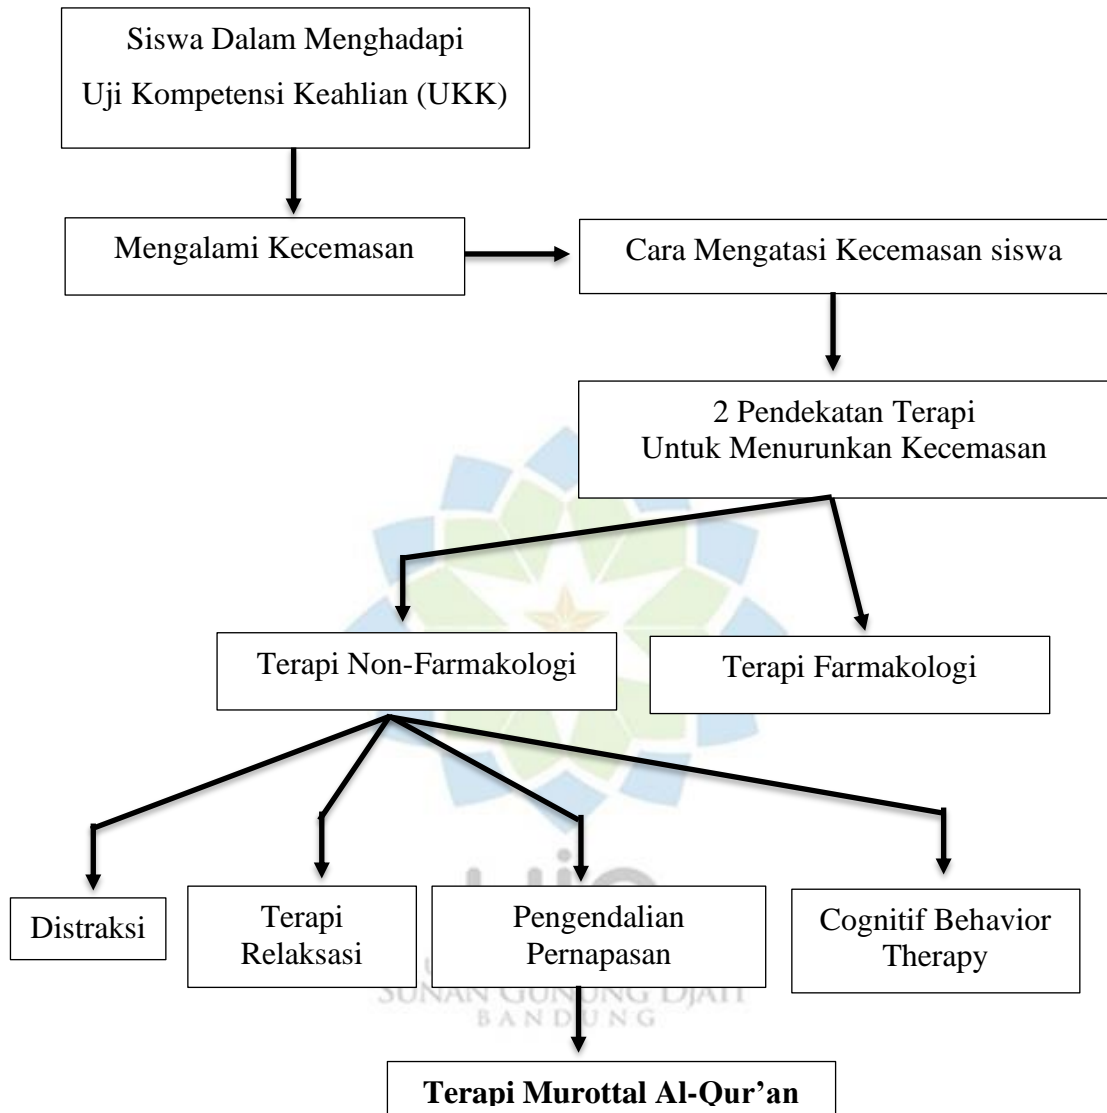 Siswa Dalam Menghadapi
Uji Kompetensi Keahlian (UKK)
Mengalami Kecemasan
Cara Mengatasi Kecemasan siswa
2 Pendekatan Terapi
Untuk Menurunkan Kecemasan
Terapi Non-Farmakologi
Terapi Farmakologi
Distraksi
Terapi
Relaksasi
Pengendalian
Pernapasan
Cognitif Behavior
Therapy
SUNAN GUNUNG DJATI
BANDUNG
Terapi Murottal Al-Qur’an